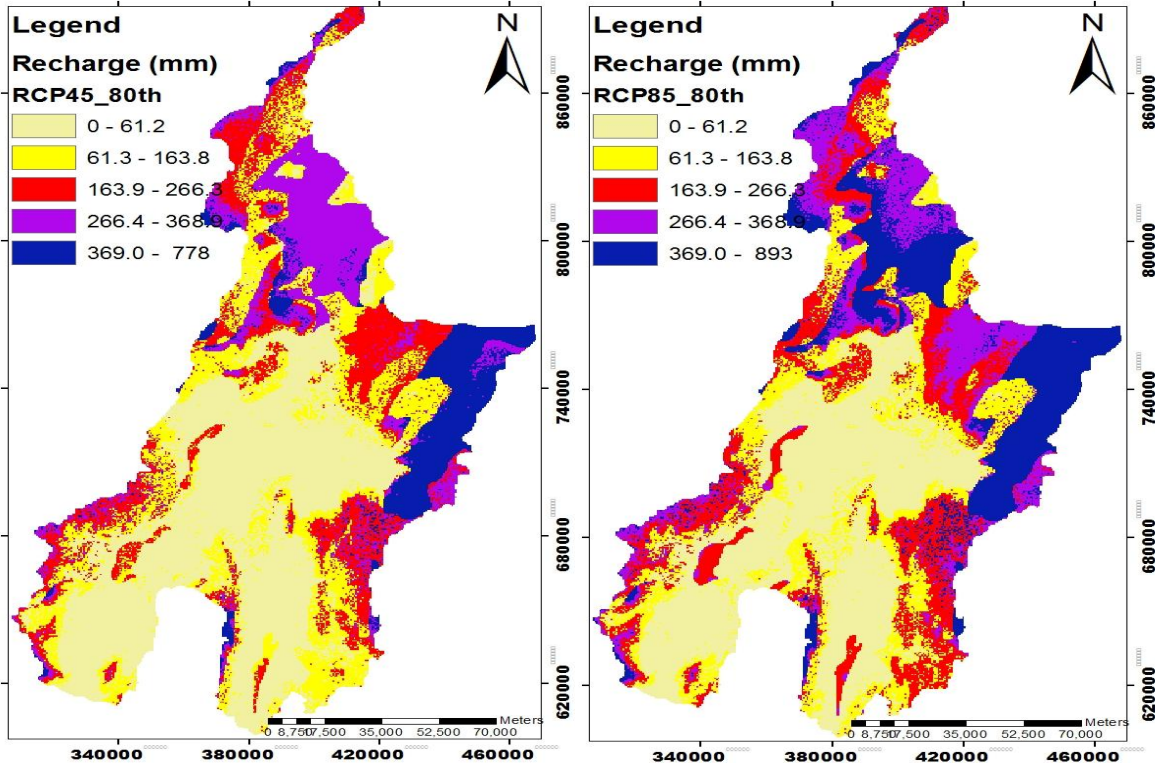 Legend
Recharge (mm)
RCP45_80th
0 - 61.2
61.3 - 163.8
163.9 - 266.3
266.4 - 368.9
369.0 - 778
N
860000
800000
740000
680000
620000
Meters
0 8,750 17,500 35,000 52,500 70,000
340000 380000 420000 460000
Legend
Recharge (mm)
RCP85_80th
0 - 61.2
61.3 - 163.8
163.9 - 266.3
266.4 - 368.9
369.0 - 893
N
860000
800000
740000
680000
620000
Meters
0 8,750 17,500 35,000 52,500 70,000
340000 380000 420000 460000